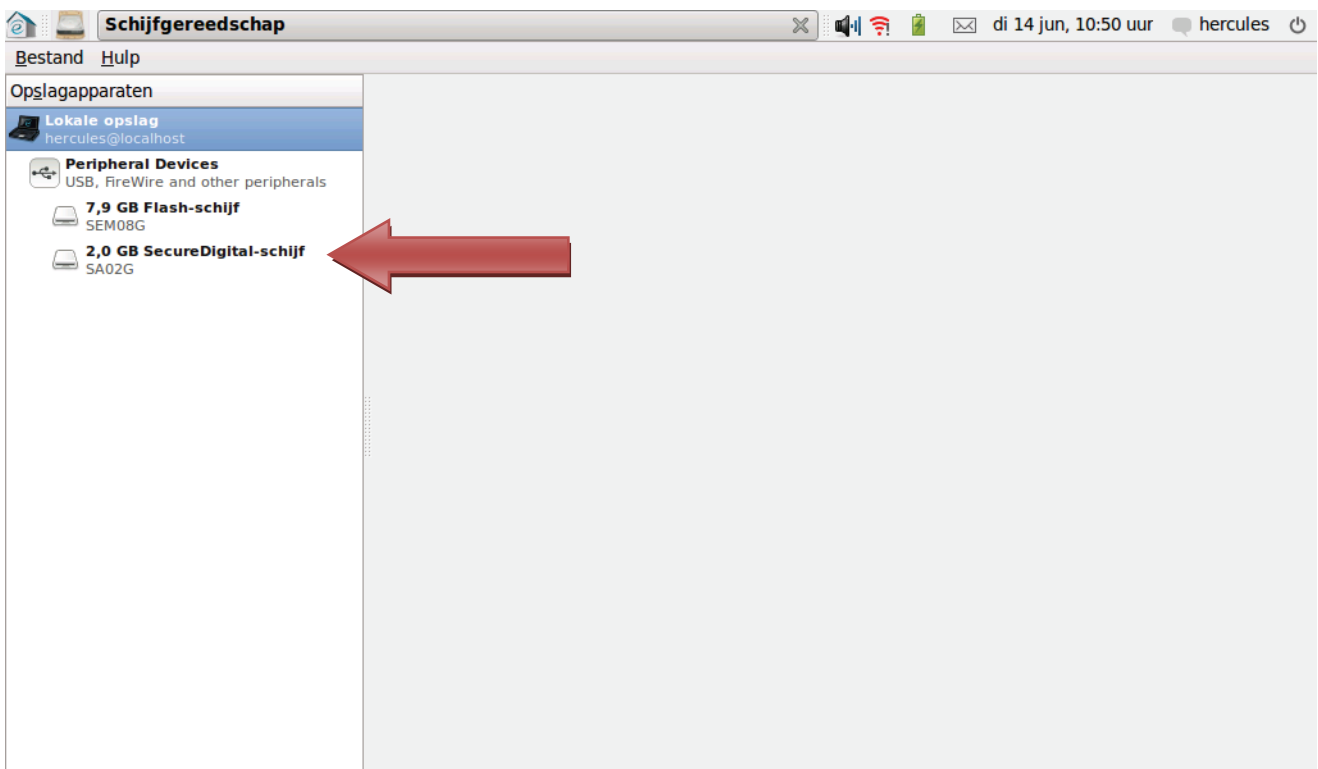 Schijfgereedschap
di 14 jun, 10:50 uur
hercules
Bestand Hulp
Opslagapparaten
Lokale opslag
hercules@localhost
Peripheral Devices
USB, FireWire and other peripherals
7,9 GB Flash-schijf
SEM08G
2,0 GB SecureDigital-schijf
SA02G